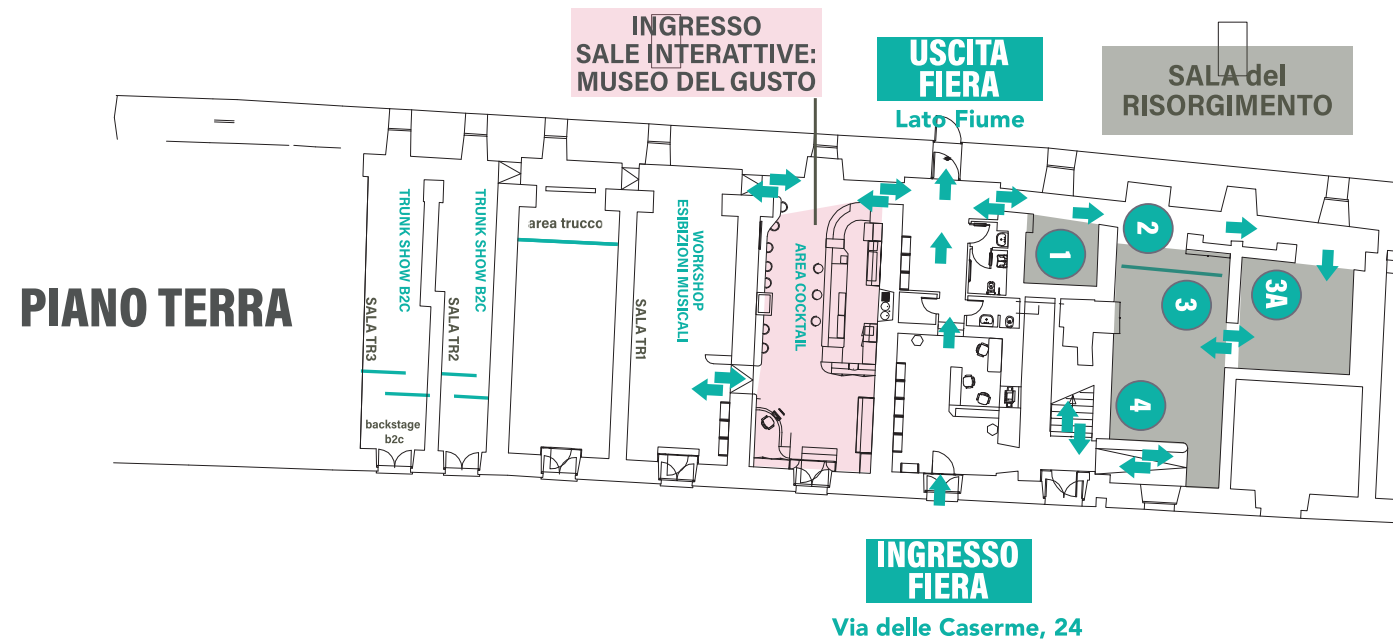 INGRESSO
SALE INTERATTIVE:
MUSEO DEL GUSTO
USCITA
FIERA
Lato Fiume
SALA del
RISORGIMENTO
PIANO TERRA
TRUNK SHOW B2C
SALA TR3
backstage
b2c
TRUNK SHOW B2C
SALA TR2
area trucco
WORKSHOP
ESIBIZIONI MUSICALI
SALA TR1
AREA COCKTAIL
1
2
3
3A
4
INGRESSO
FIERA
Via delle Caserme, 24